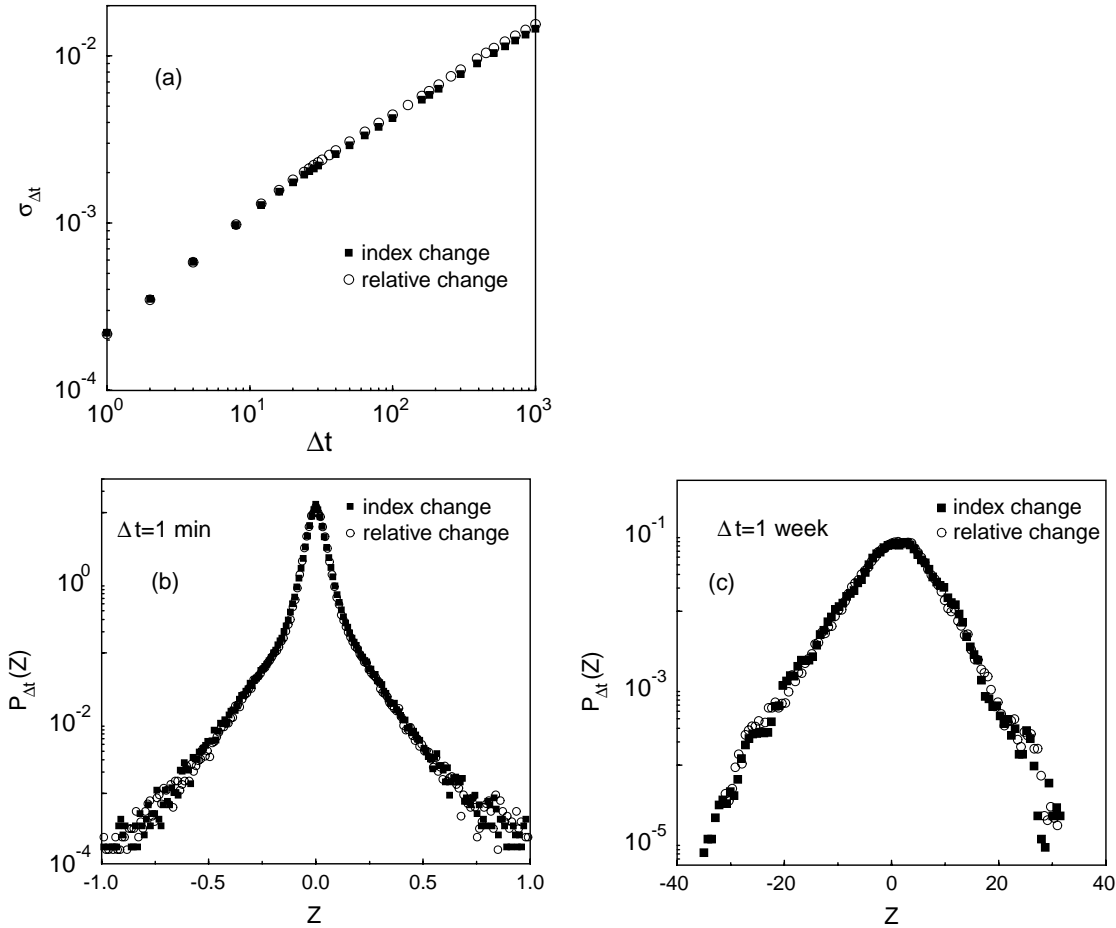 10^-2
(a)
σ_Δt
10^-3
index change
relative change
10^-4
10^0
10^1
10^2
10^3
Δt
index change
relative change
Δt=1 min
(b)
P_Δt(Z)
10^0
10^-2
10^-4
-1.0
-0.5
0.0
0.5
1.0
Z
index change
relative change
Δt=1 week
(c)
P_Δt(Z)
10^-1
10^-3
10^-5
-40
-20
0
20
40
Z